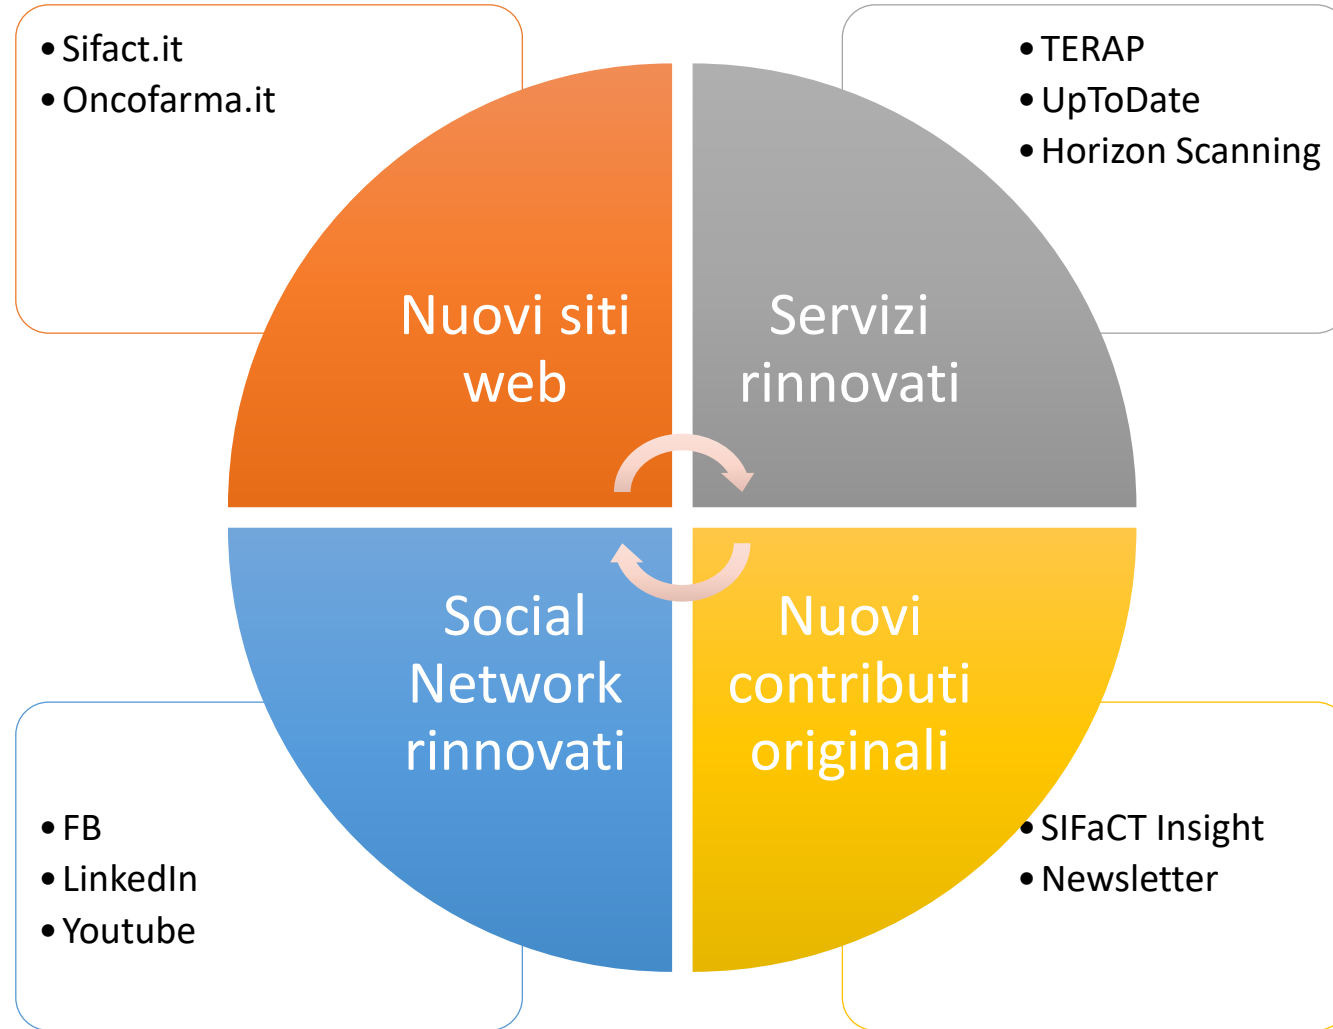 • Sifact.it
• Oncofarma.it
• TERAP
• UpToDate
• Horizon Scanning
Nuovi siti
web
Servizi
rinnovati
Social
Network
rinnovati
Nuovi
contributi
originali
• FB
• LinkedIn
• Youtube
• SIFaCT Insight
• Newsletter